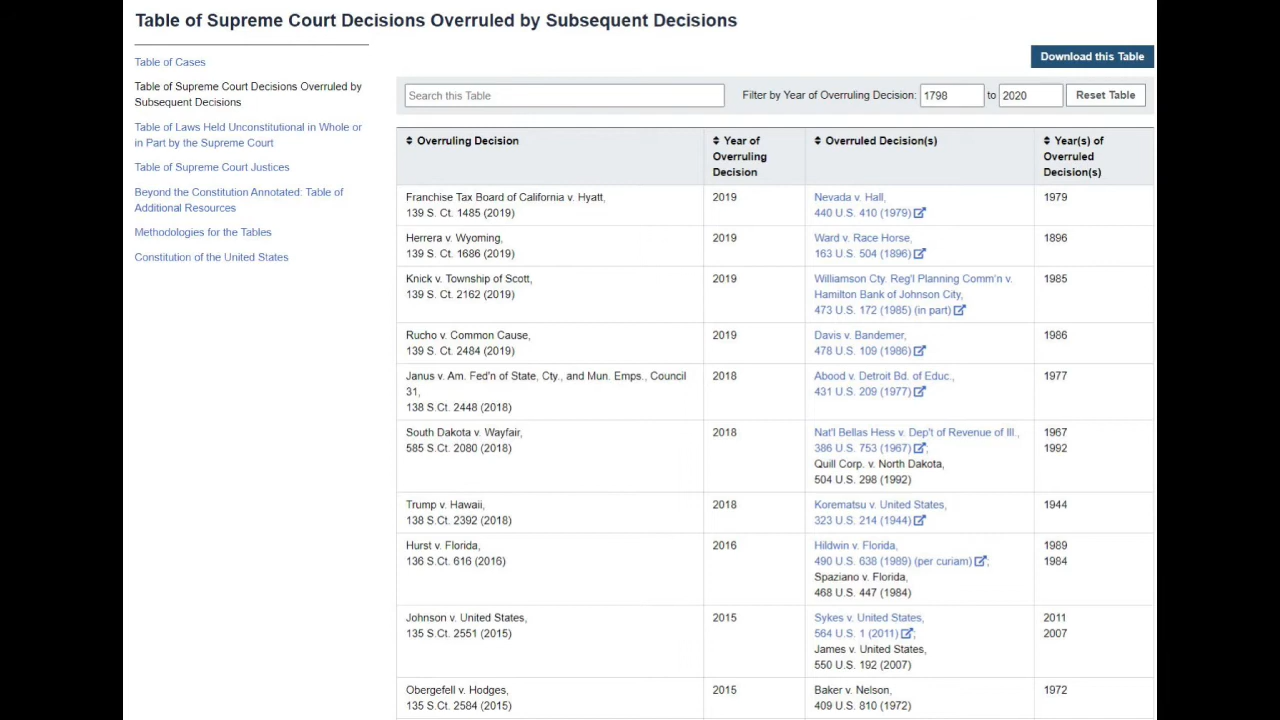 Table of Supreme Court Decisions Overruled by Subsequent Decisions
Table of Cases
Table of Supreme Court Decisions Overruled by
Subsequent Decisions
Table of Laws Held Unconstitutional in Whole or
in Part by the Supreme Court
Table of Supreme Court Justices
Beyond the Constitution Annotated: Table of
Additional Resources
Methodologies for the Tables
Constitution of the United States
Download this Table
Search this Table
Filter by Year of Overruling Decision: 1798 to 2020 Reset Table
Overruling Decision
Year of
Overruling
Decision
Overruled Decision(s)
Year(s) of
Overruled
Decision(s)
Franchise Tax Board of California v. Hyatt,
139 S. Ct. 1485 (2019)
2019
Nevada v. Hall,
440 U.S. 410 (1979)
1979
Herrera v. Wyoming,
139 S. Ct. 1686 (2019)
2019
Ward v. Race Horse,
163 U.S. 504 (1896)
1896
Knick v. Township of Scott,
139 S. Ct. 2162 (2019)
2019
Williamson Cty. Reg'l Planning Comm'n v.
Hamilton Bank of Johnson City,
473 U.S. 172 (1985) (in part)
1985
Rucho v. Common Cause,
139 S. Ct. 2484 (2019)
2019
Davis v. Bandemer,
478 U.S. 109 (1986)
1986
Janus v. Am. Fed'n of State, Cty., and Mun. Emps., Council
31,
138 S.Ct. 2448 (2018)
2018
Abood v. Detroit Bd. of Educ.,
431 U.S. 209 (1977)
1977
South Dakota v. Wayfair,
585 S.Ct. 2080 (2018)
2018
Nat'l Bellas Hess v. Dep't of Revenue of Ill.,
386 U.S. 753 (1967);
Quill Corp. v. North Dakota,
504 U.S. 298 (1992)
1967
1992
Trump v. Hawaii,
138 S.Ct. 2392 (2018)
2018
Korematsu v. United States,
323 U.S. 214 (1944)
1944
Hurst v. Florida,
136 S.Ct. 616 (2016)
2016
Hildwin v. Florida,
490 U.S. 638 (1989) (per curiam);
Spaziano v. Florida,
468 U.S. 447 (1984)
1989
1984
Johnson v. United States,
135 S.Ct. 2551 (2015)
2015
Sykes v. United States,
564 U.S. 1 (2011);
James v. United States,
550 U.S. 192 (2007)
2011
2007
Obergefell v. Hodges,
135 S.Ct. 2584 (2015)
2015
Baker v. Nelson,
409 U.S. 810 (1972)
1972